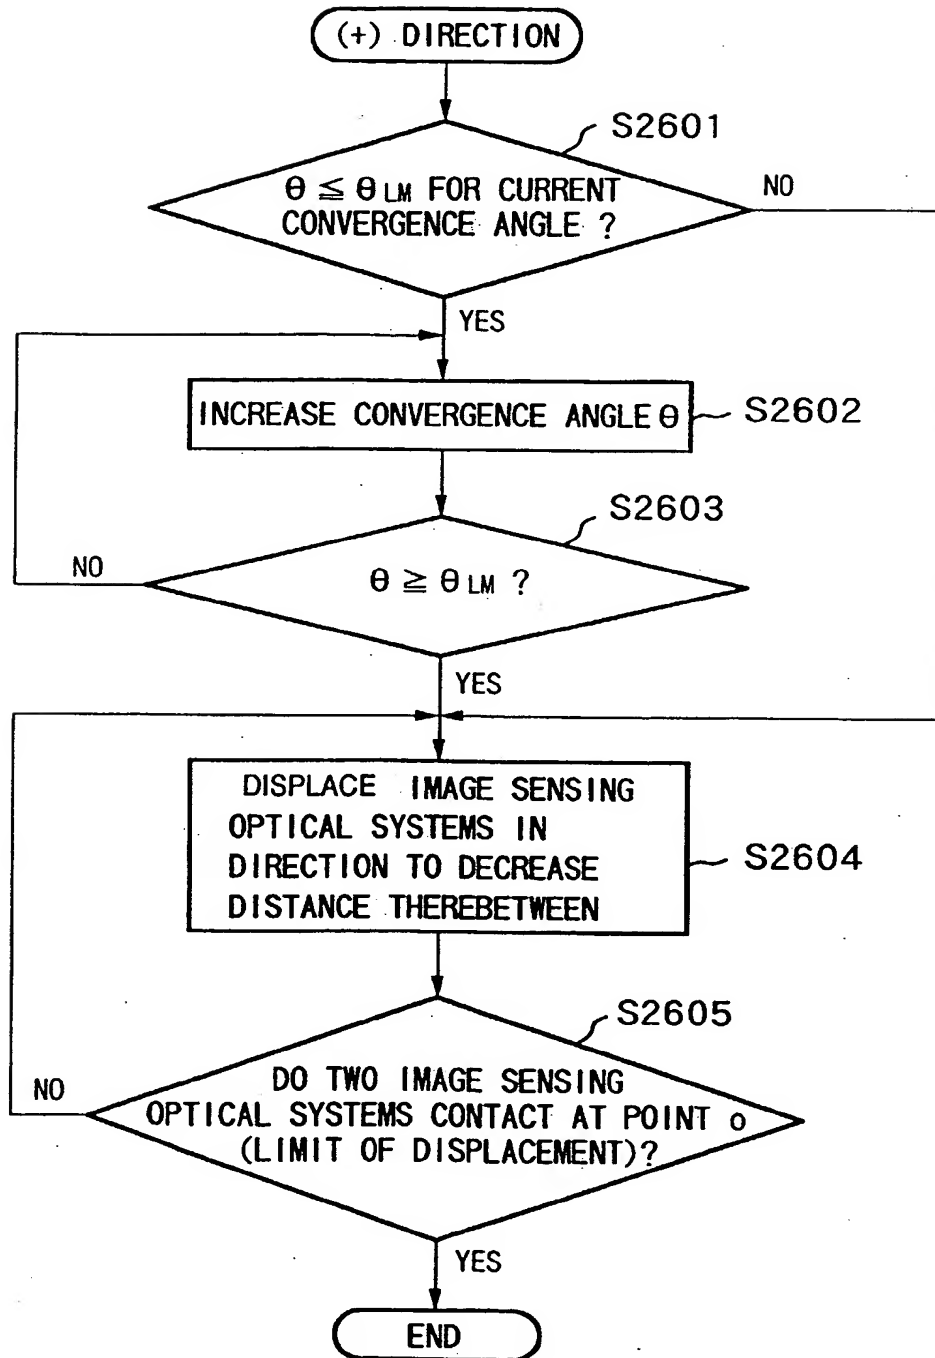 (+) DIRECTION
S2601
θ ≦ θLM FOR CURRENT
CONVERGENCE ANGLE ?
NO
YES
INCREASE CONVERGENCE ANGLE θ
S2602
S2603
θ ≧ θLM ?
NO
YES
DISPLACE IMAGE SENSING
OPTICAL SYSTEMS IN
DIRECTION TO DECREASE
DISTANCE THEREBETWEEN
S2604
S2605
DO TWO IMAGE SENSING
OPTICAL SYSTEMS CONTACT AT POINT o
(LIMIT OF DISPLACEMENT)?
NO
YES
END